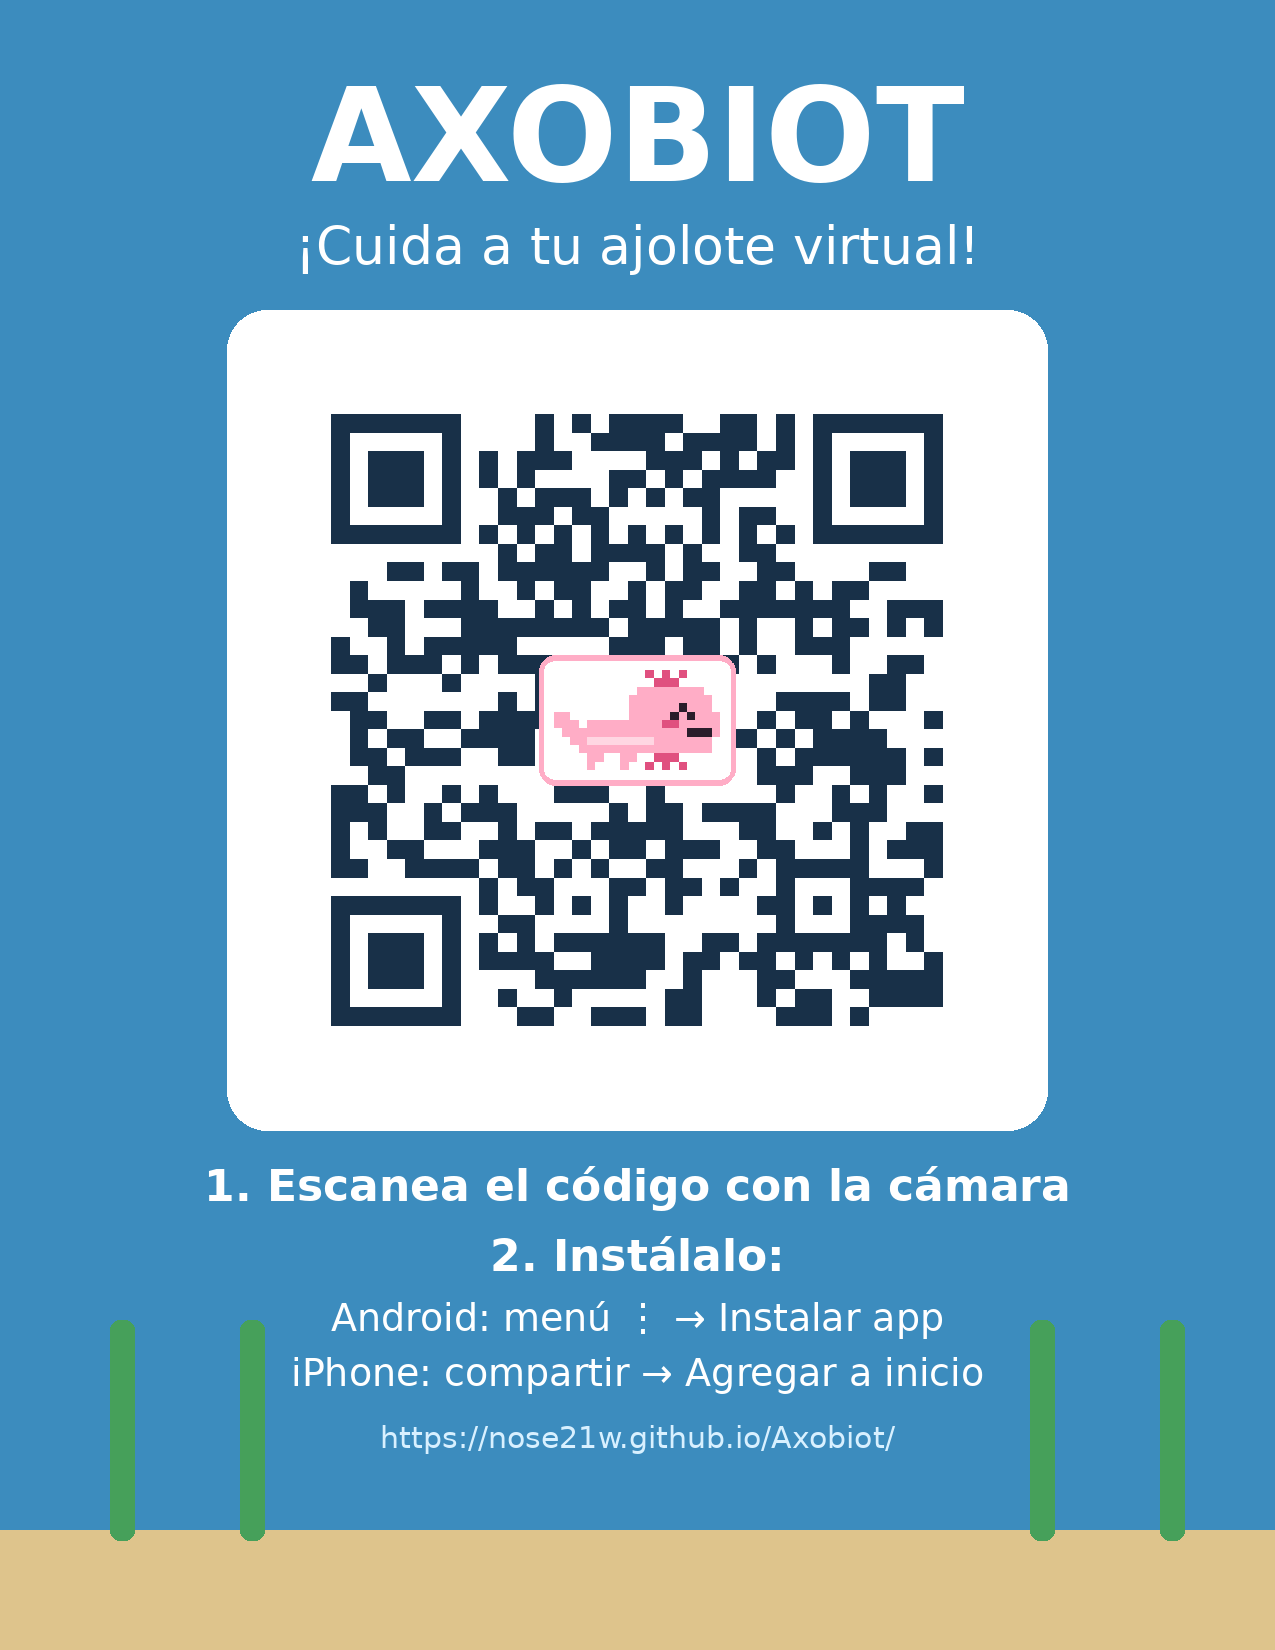 AXOBIOT
¡Cuida a tu ajolote virtual!
1. Escanea el código con la cámara
2. Instálalo:
Android: menú ⋮ → Instalar app
iPhone: compartir → Agregar a inicio
https://nose21w.github.io/Axobiot/